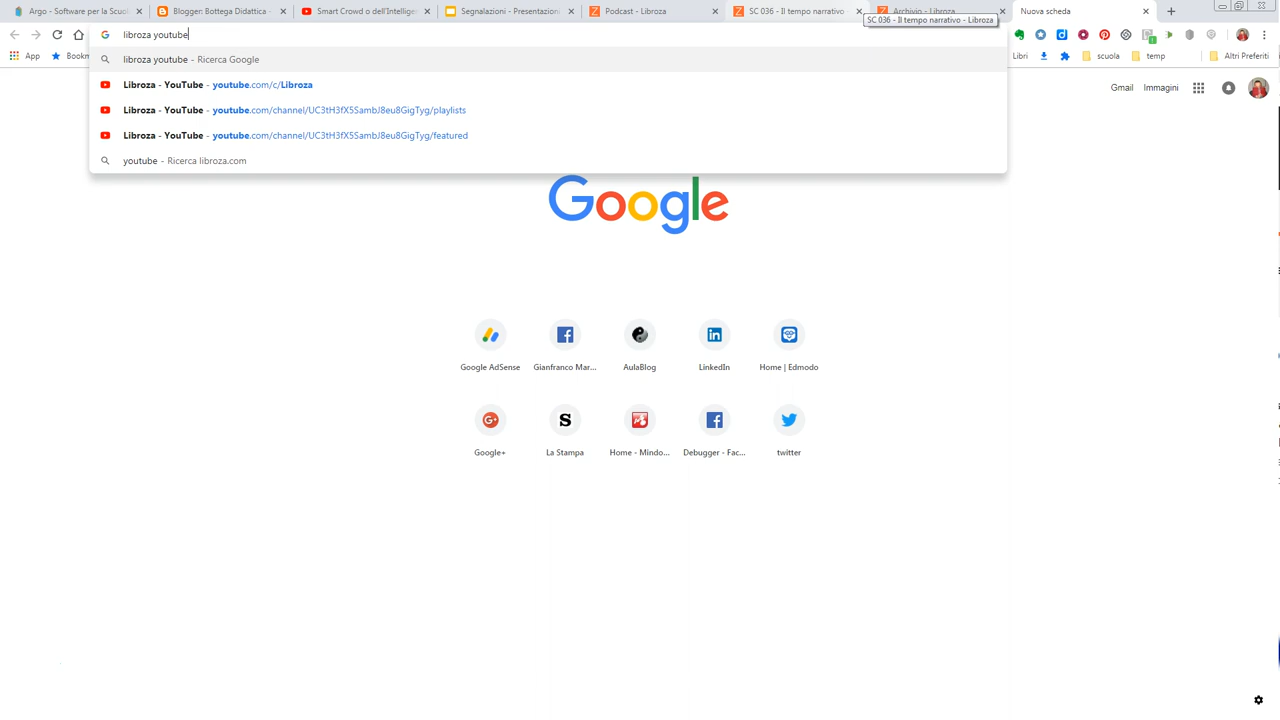 Argo - Software per la Scuol
Blogger: Bottega Didattica -
Smart Crowd o dell'Intelligen
Segnalazioni - Presentazioni
Podcast - Libroza
SC 036 - Il tempo narrativo
Archivio - Libroza
Nuova scheda
SC 036 - Il tempo narrativo - Libroza
libroza youtube
App
Bookm
Libri
scuola
temp
Altri Preferiti
libroza youtube - Ricerca Google
Libroza - YouTube - youtube.com/c/Libroza
Libroza - YouTube - youtube.com/channel/UC3tH3fX5SambJ8eu8GigTyg/playlists
Libroza - YouTube - youtube.com/channel/UC3tH3fX5SambJ8eu8GigTyg/featured
youtube - Ricerca libroza.com
Gmail
Immagini
Google
Google AdSense
Gianfranco Mar...
AulaBlog
LinkedIn
Home | Edmodo
Google+
La Stampa
Home - Mindo...
Debugger - Fac...
twitter